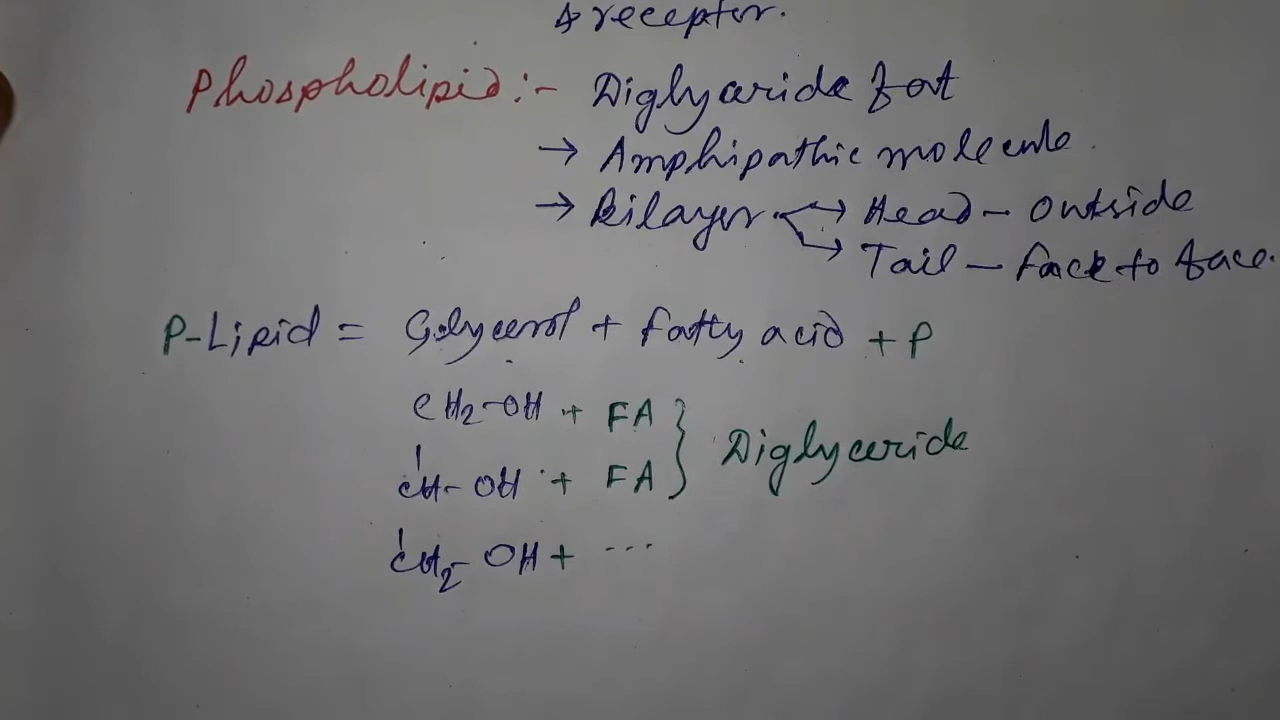 & receptor.
Phospholipid :- Diglyceride fat
→ Amphipathic molecule.
→ Bilayer → Head - Outside
→ Tail - face to face.
P-Lipid = Glycerol + fatty acid + P
CH2-OH + FA
CH-OH + FA } Diglyceride
CH2-OH + ...